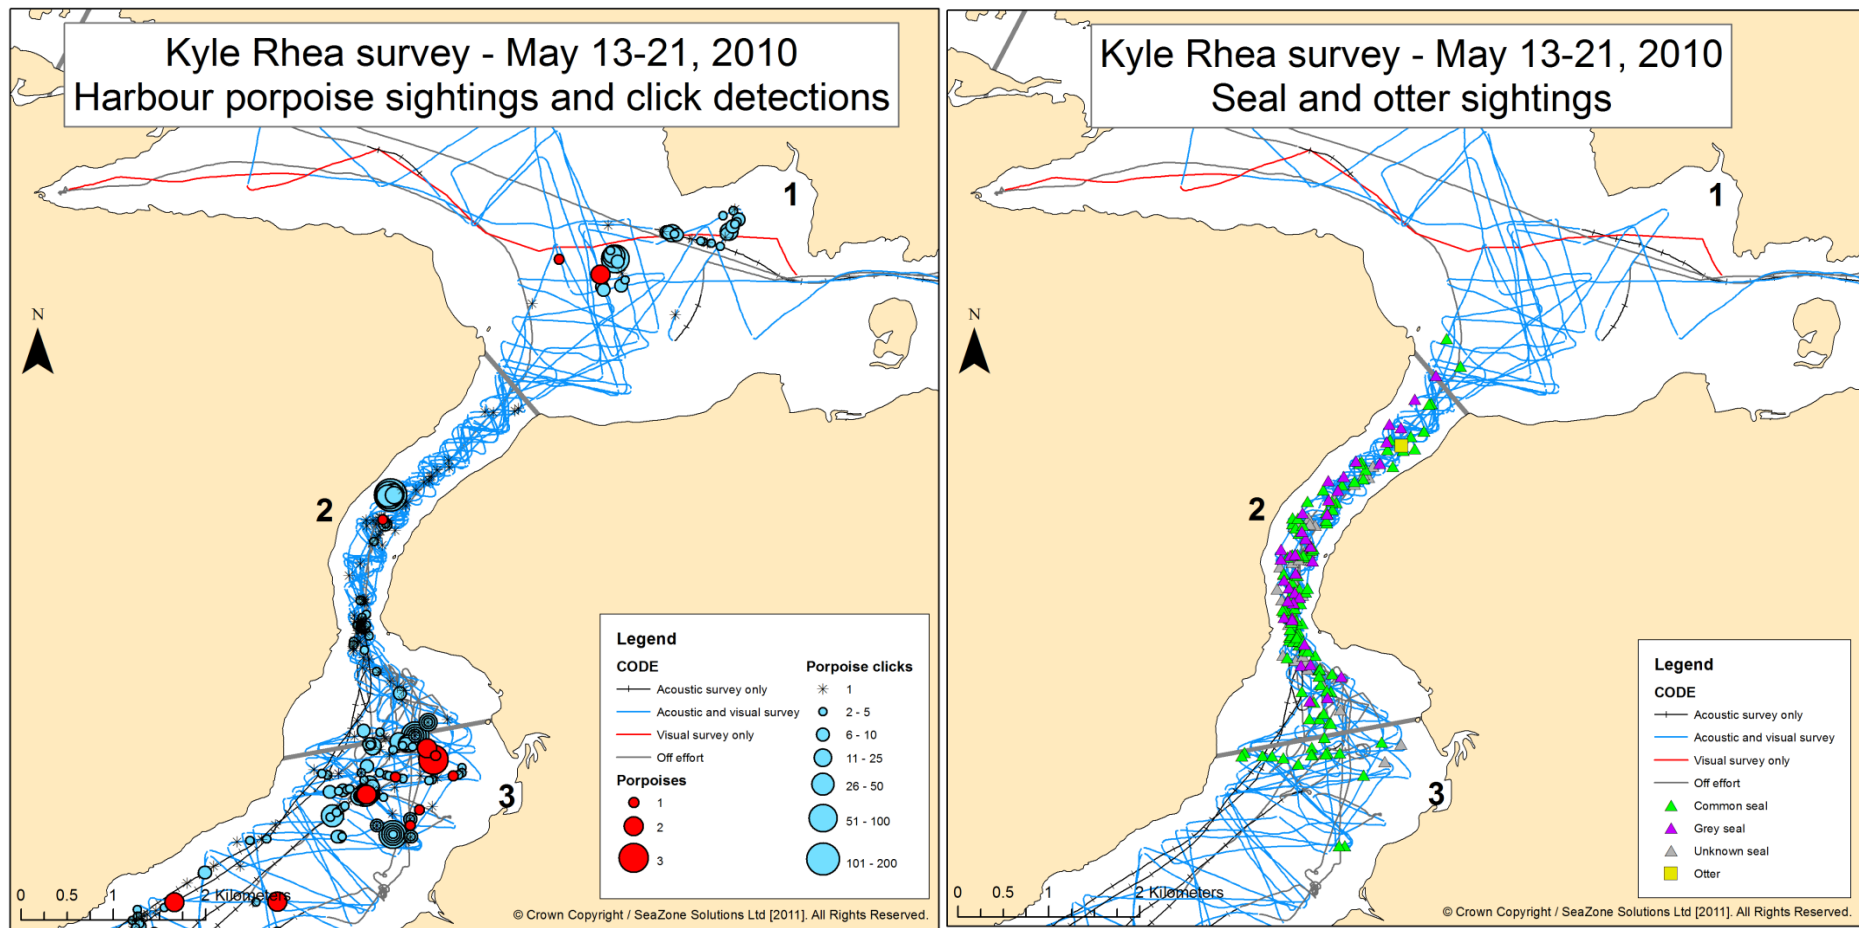 Kyle Rhea survey - May 13-21, 2010
Harbour porpoise sightings and click detections
1
N
2
3
Legend
CODE
Acoustic survey only
Acoustic and visual survey
Visual survey only
Off effort
Porpoises
1
2
3
Porpoise clicks
1
2 - 5
6 - 10
11 - 25
26 - 50
51 - 100
101 - 200
0 0.5 1 2 Kilometers
© Crown Copyright / SeaZone Solutions Ltd [2011]. All Rights Reserved.
Kyle Rhea survey - May 13-21, 2010
Seal and otter sightings
1
N
2
3
Legend
CODE
Acoustic survey only
Acoustic and visual survey
Visual survey only
Off effort
Common seal
Grey seal
Unknown seal
Otter
0 0.5 1 2 Kilometers
© Crown Copyright / SeaZone Solutions Ltd [2011]. All Rights Reserved.